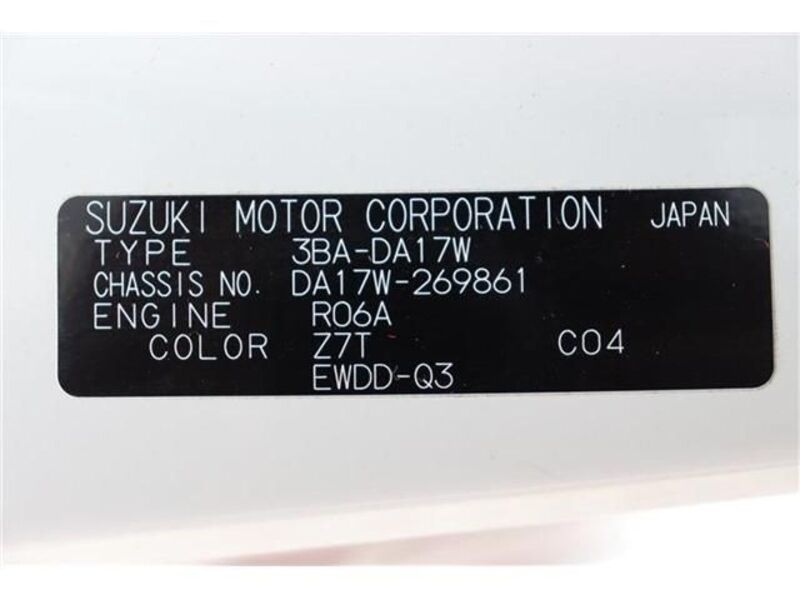 SUZUKI MOTOR CORPORATION JAPAN
TYPE 3BA-DA17W
CHASSIS NO. DA17W-269861
ENGINE R06A
COLOR Z7T C04
EWDD-Q3